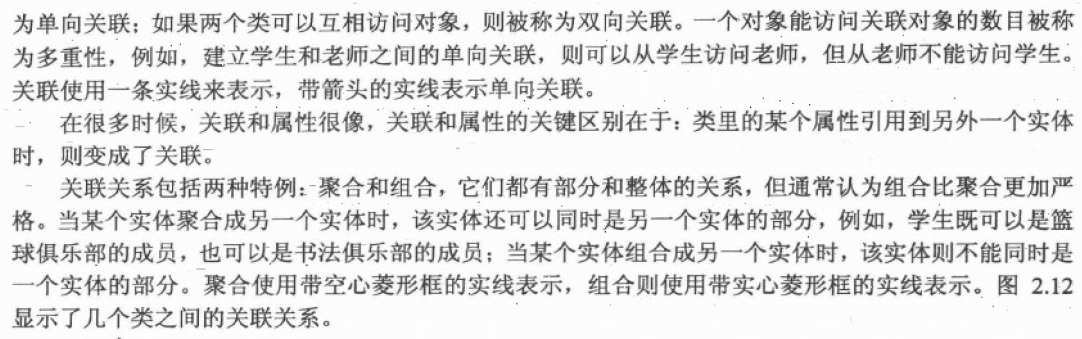 为单向关联；如果两个类可以互相访问对象，则被称为双向关联。一个对象能访问关联对象的数目被称
为多重性，例如，建立学生和老师之间的单向关联，则可以从学生访问老师，但从老师不能访问学生。
关联使用一条实线来表示，带箭头的实线表示单向关联。
在很多时候，关联和属性很像，关联和属性的关键区别在于：类里的某个属性引用到另外一个实体
时，则变成了关联。
关联关系包括两种特例：聚合和组合，它们都有部分和整体的关系，但通常认为组合比聚合更加严
格。当某个实体聚合成另一个实体时，该实体还可以同时是另一个实体的部分，例如，学生既可以是篮
球俱乐部的成员，也可以是书法俱乐部的成员；当某个实体组合成另一个实体时，该实体则不能同时是
一个实体的部分。聚合使用带空心菱形框的实线表示，组合则使用带实心菱形框的实线表示。图 2.12
显示了几个类之间的关联关系。